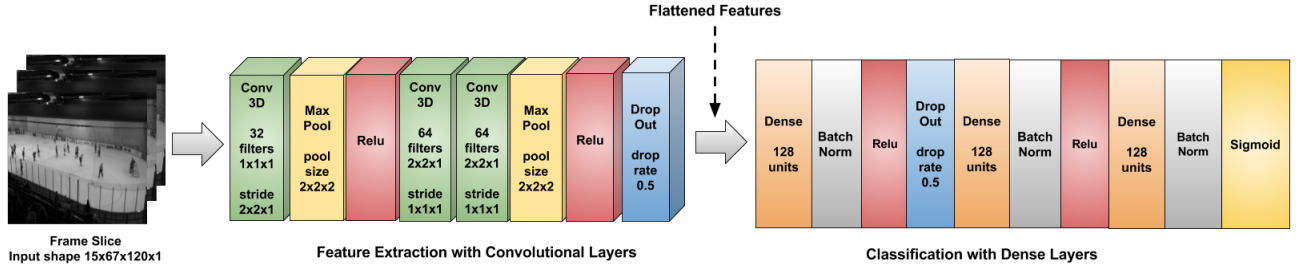 Flattened Features
Conv
3D
32
filters
1x1x1
stride
2x2x1
Max
Pool
pool
size
2x2x2
Relu
Conv
3D
64
filters
2x2x1
stride
1x1x1
Conv
3D
64
filters
2x2x1
stride
1x1x1
Max
Pool
pool
size
2x2x2
Relu
Drop
Out
drop
rate
0.5
Dense
128
units
Batch
Norm
Relu
Drop
Out
drop
rate
0.5
Dense
128
units
Batch
Norm
Relu
Dense
128
units
Batch
Norm
Sigmoid
Frame Slice
Input shape 15x67x120x1
Feature Extraction with Convolutional Layers
Classification with Dense Layers